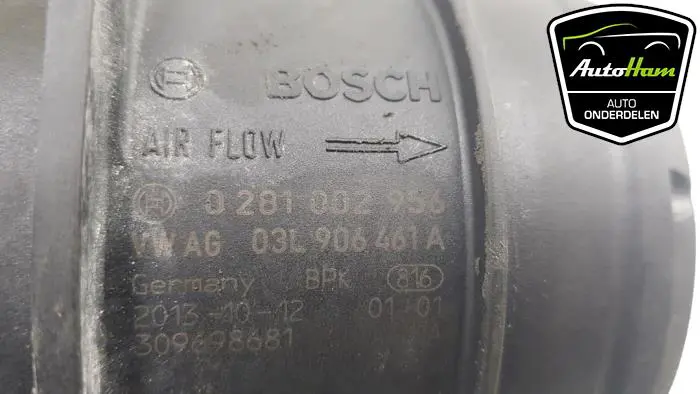 BOSCH
AIR FLOW
0 281 002 956
VW AG 03L 906 461 A
Germany BPK 816
2013-10-12 01/01
309698681
AutoHam
AUTO
ONDERDELEN